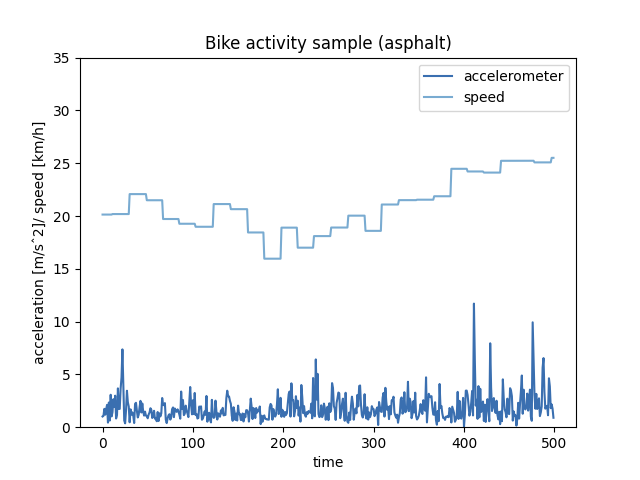 Bike activity sample (asphalt)
accelerometer
speed
acceleration [m/s^2]/ speed [km/h]
35
30
25
20
15
10
5
0
0 100 200 300 400 500
time